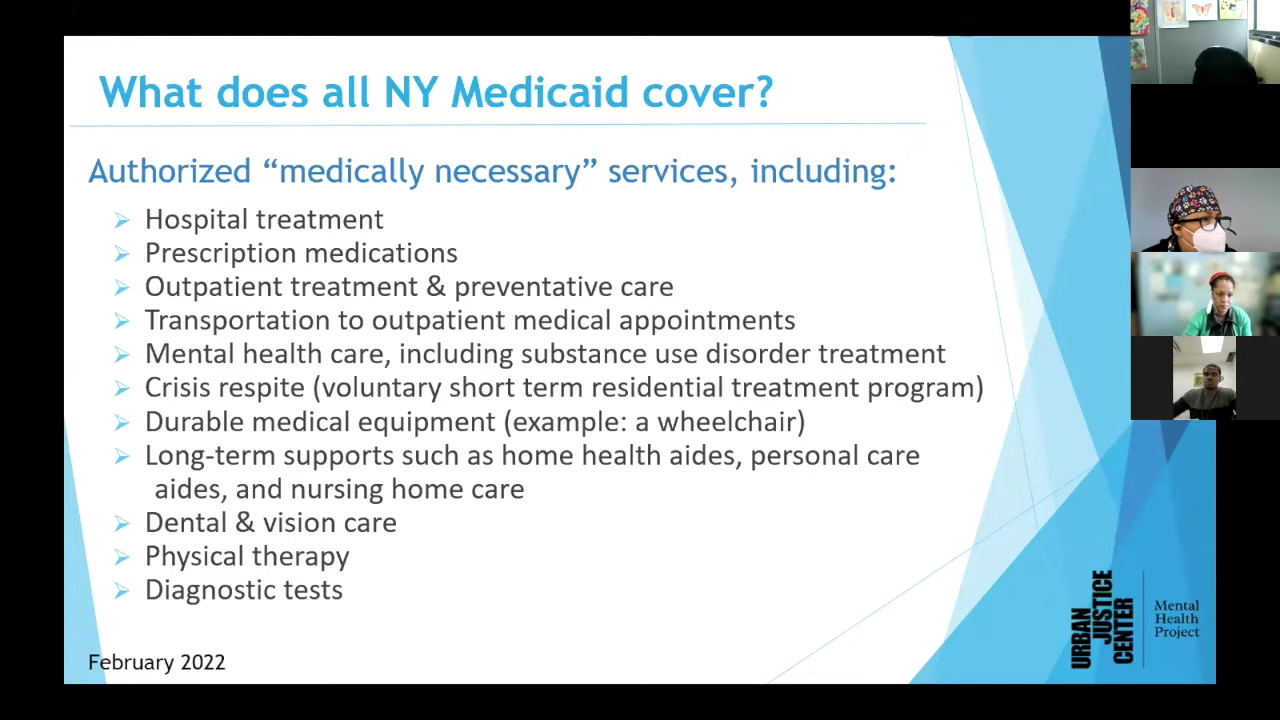 What does all NY Medicaid cover?
Authorized “medically necessary” services, including:
Hospital treatment
Prescription medications
Outpatient treatment & preventative care
Transportation to outpatient medical appointments
Mental health care, including substance use disorder treatment
Crisis respite (voluntary short term residential treatment program)
Durable medical equipment (example: a wheelchair)
Long-term supports such as home health aides, personal care
aides, and nursing home care
Dental & vision care
Physical therapy
Diagnostic tests
February 2022
URBAN
JUSTICE
CENTER
Mental
Health
Project